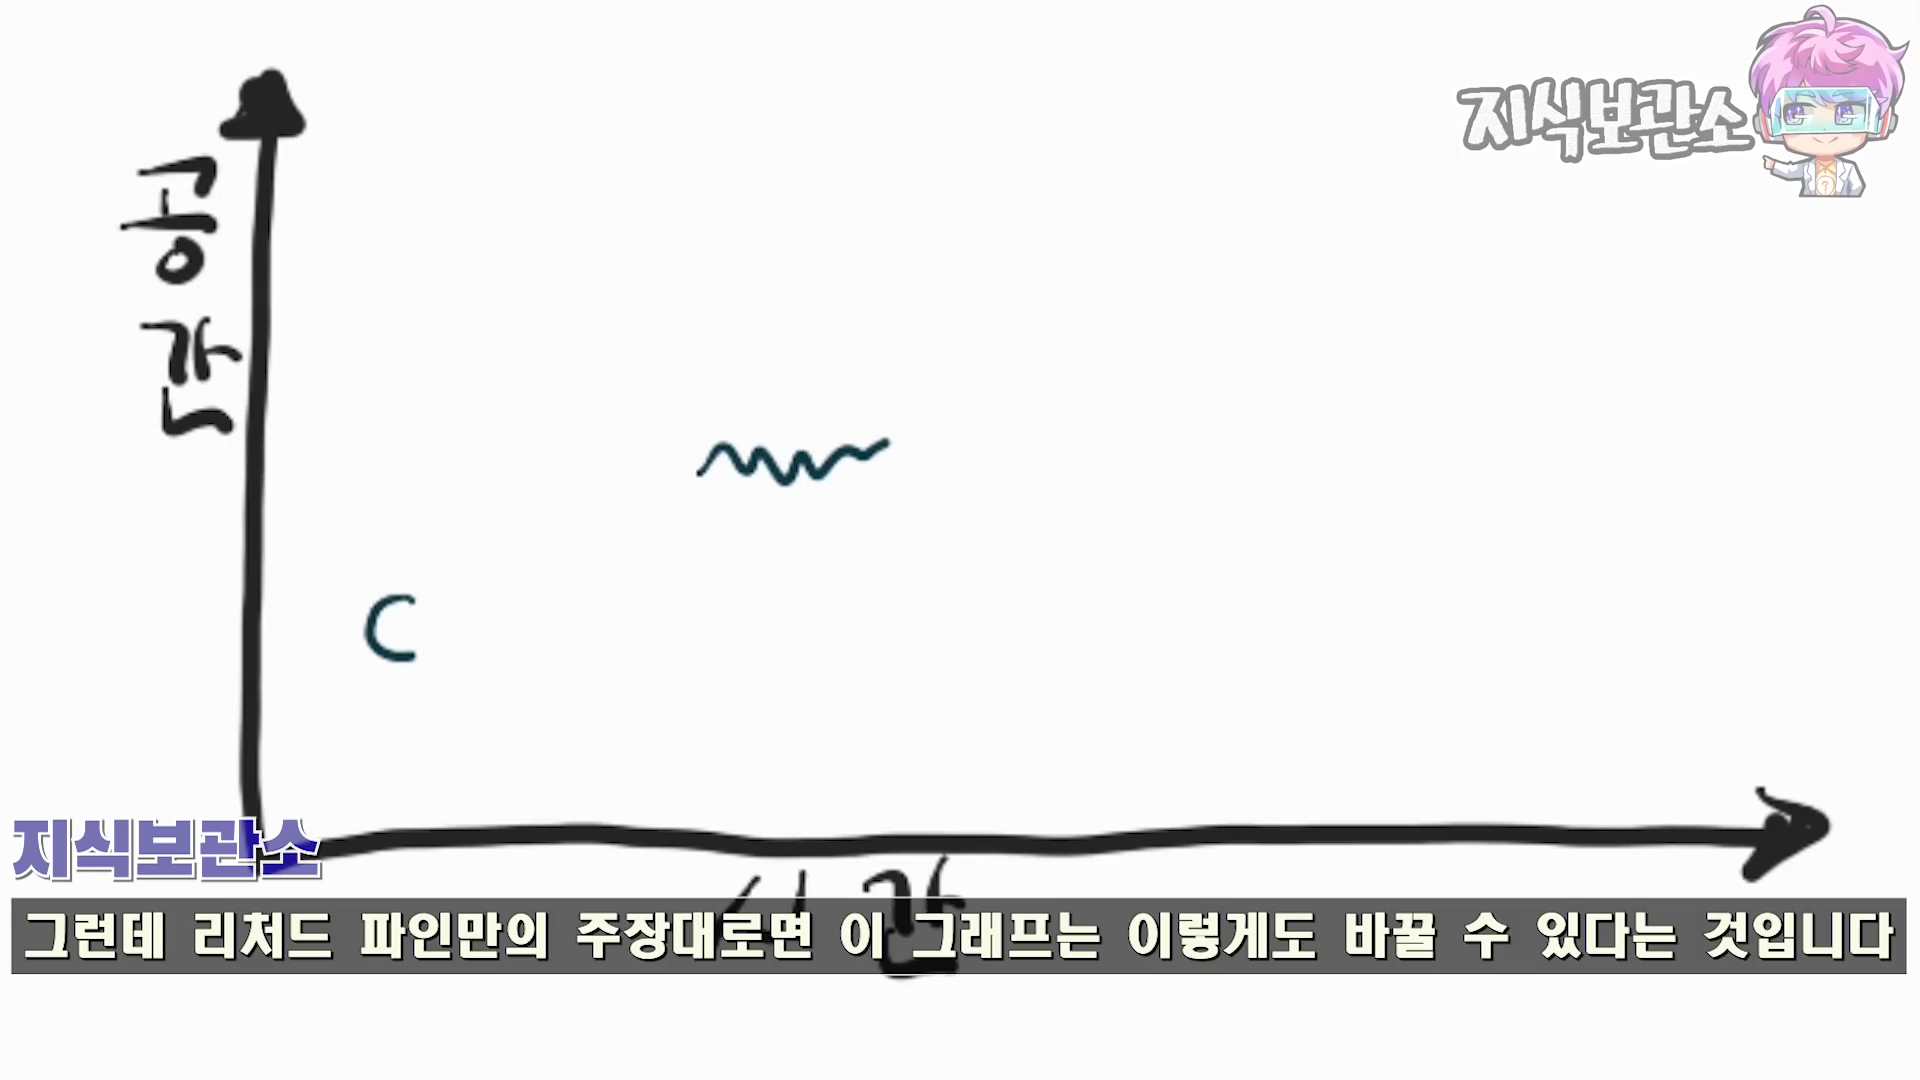 지식보관소
공간
C
지식보관소
시간
그런데 리처드 파인만의 주장대로면 이 그래프는 이렇게도 바꿀 수 있다는 것입니다